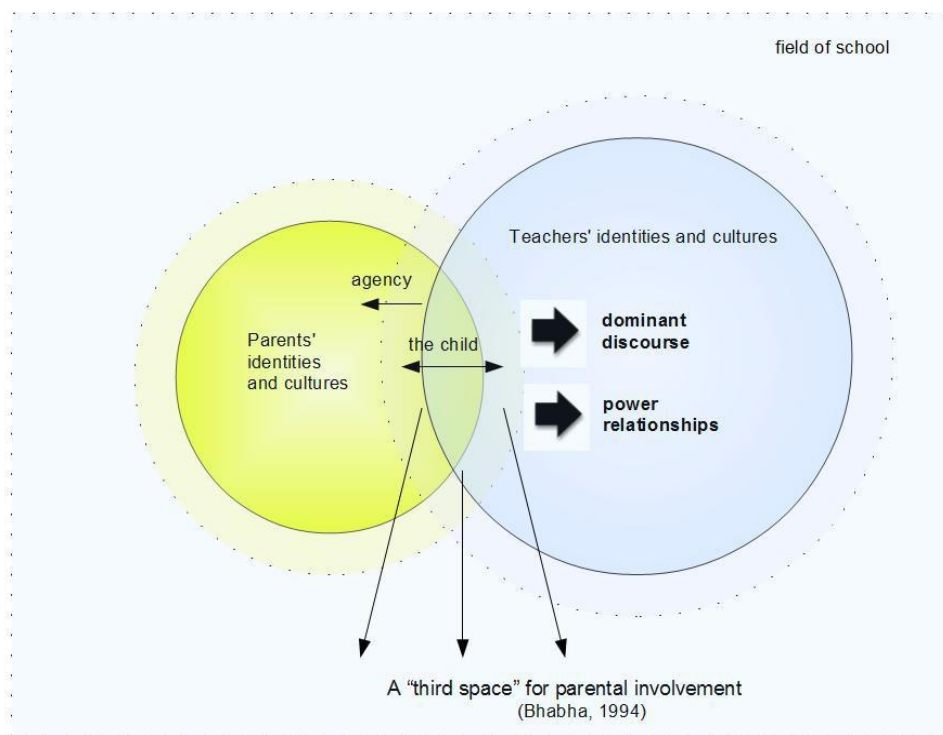 field of school
Teachers' identities and cultures
agency
dominant
discourse
the child
Parents'
identities
and cultures
power
relationships
A “third space” for parental involvement
(Bhabha, 1994)